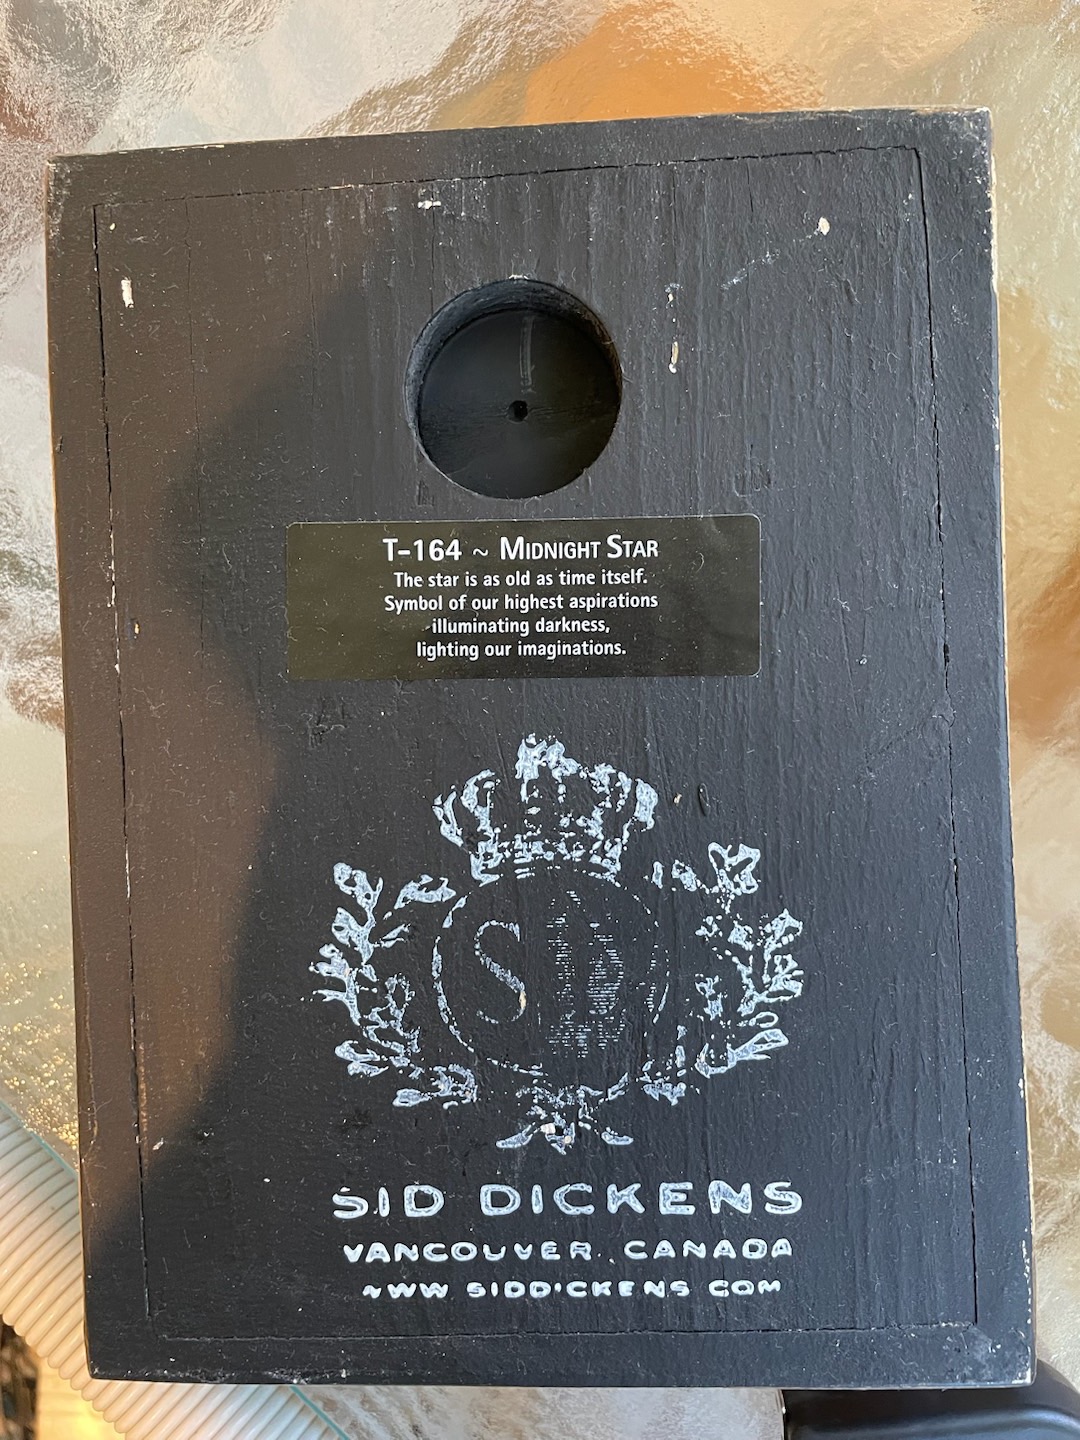 T-164 ~ MIDNIGHT STAR
The star is as old as time itself.
Symbol of our highest aspirations
illuminating darkness,
lighting our imaginations.
SD
SID DICKENS
VANCOUVER CANADA
WWW SIDDICKENS COM